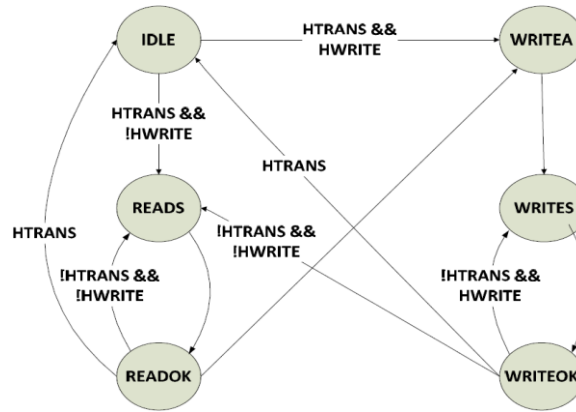 IDLE
HTRANS &&
HWRITE
WRITEA
HTRANS &&
!HWRITE
HTRANS
READS
WRITES
HTRANS
!HTRANS &&
!HWRITE
!HTRANS &&
!HWRITE
!HTRANS &&
HWRITE
READOK
WRITEOK